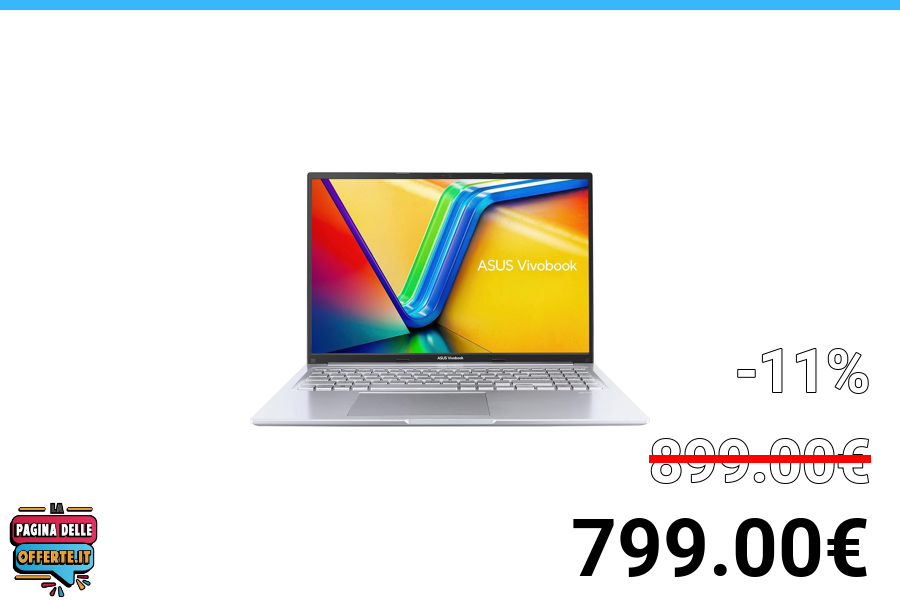 ASUS Vivobook
ASUS Vivobook
-11%
899.00€
799.00€
LA
PAGINA DELLE
OFFERTE.IT